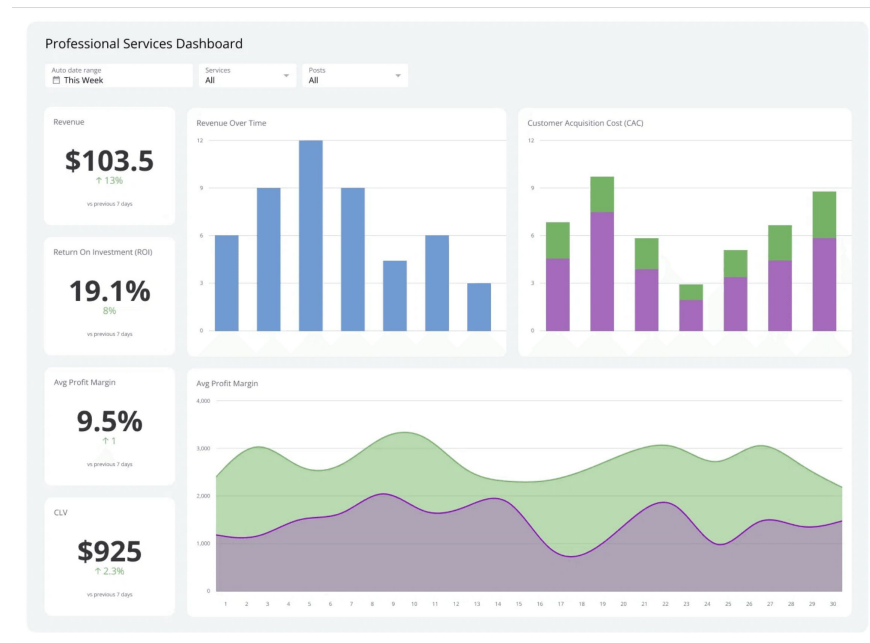 Professional Services Dashboard
Auto date range
This Week
Services
All
Posts
All
Revenue
$103.5
↑ 13%
vs previous 7 days
Return On Investment (ROI)
19.1%
8%
vs previous 7 days
Avg Profit Margin
9.5%
↑ 1
vs previous 7 days
CLV
$925
↑ 2.3%
vs previous 7 days
Revenue Over Time
12
9
6
3
0
Customer Acquisition Cost (CAC)
12
9
6
3
0
Avg Profit Margin
4,000
3,000
2,000
1,000
0
1 2 3 4 5 6 7 8 8 10 11 12 13 14 15 16 17 18 19 20 21 22 23 24 25 26 27 28 29 30